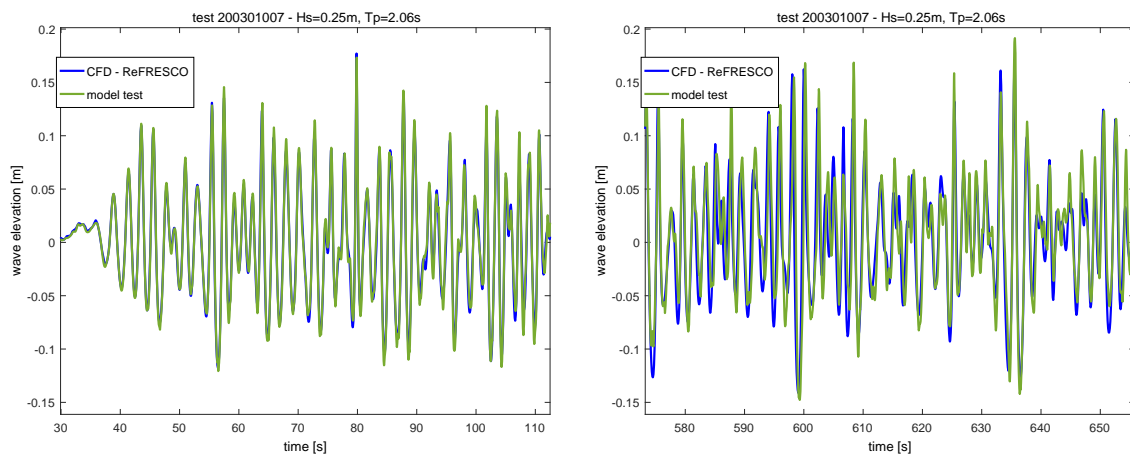 test 200301007 - Hs=0.25m, Tp=2.06s
0.2
0.15
0.1
0.05
0
-0.05
-0.1
-0.15
wave elevation [m]
CFD - ReFRESCO
model test
30 40 50 60 70 80 90 100 110
time [s]
test 200301007 - Hs=0.25m, Tp=2.06s
0.2
0.15
0.1
0.05
0
-0.05
-0.1
-0.15
wave elevation [m]
CFD - ReFRESCO
model test
580 590 600 610 620 630 640 650
time [s]